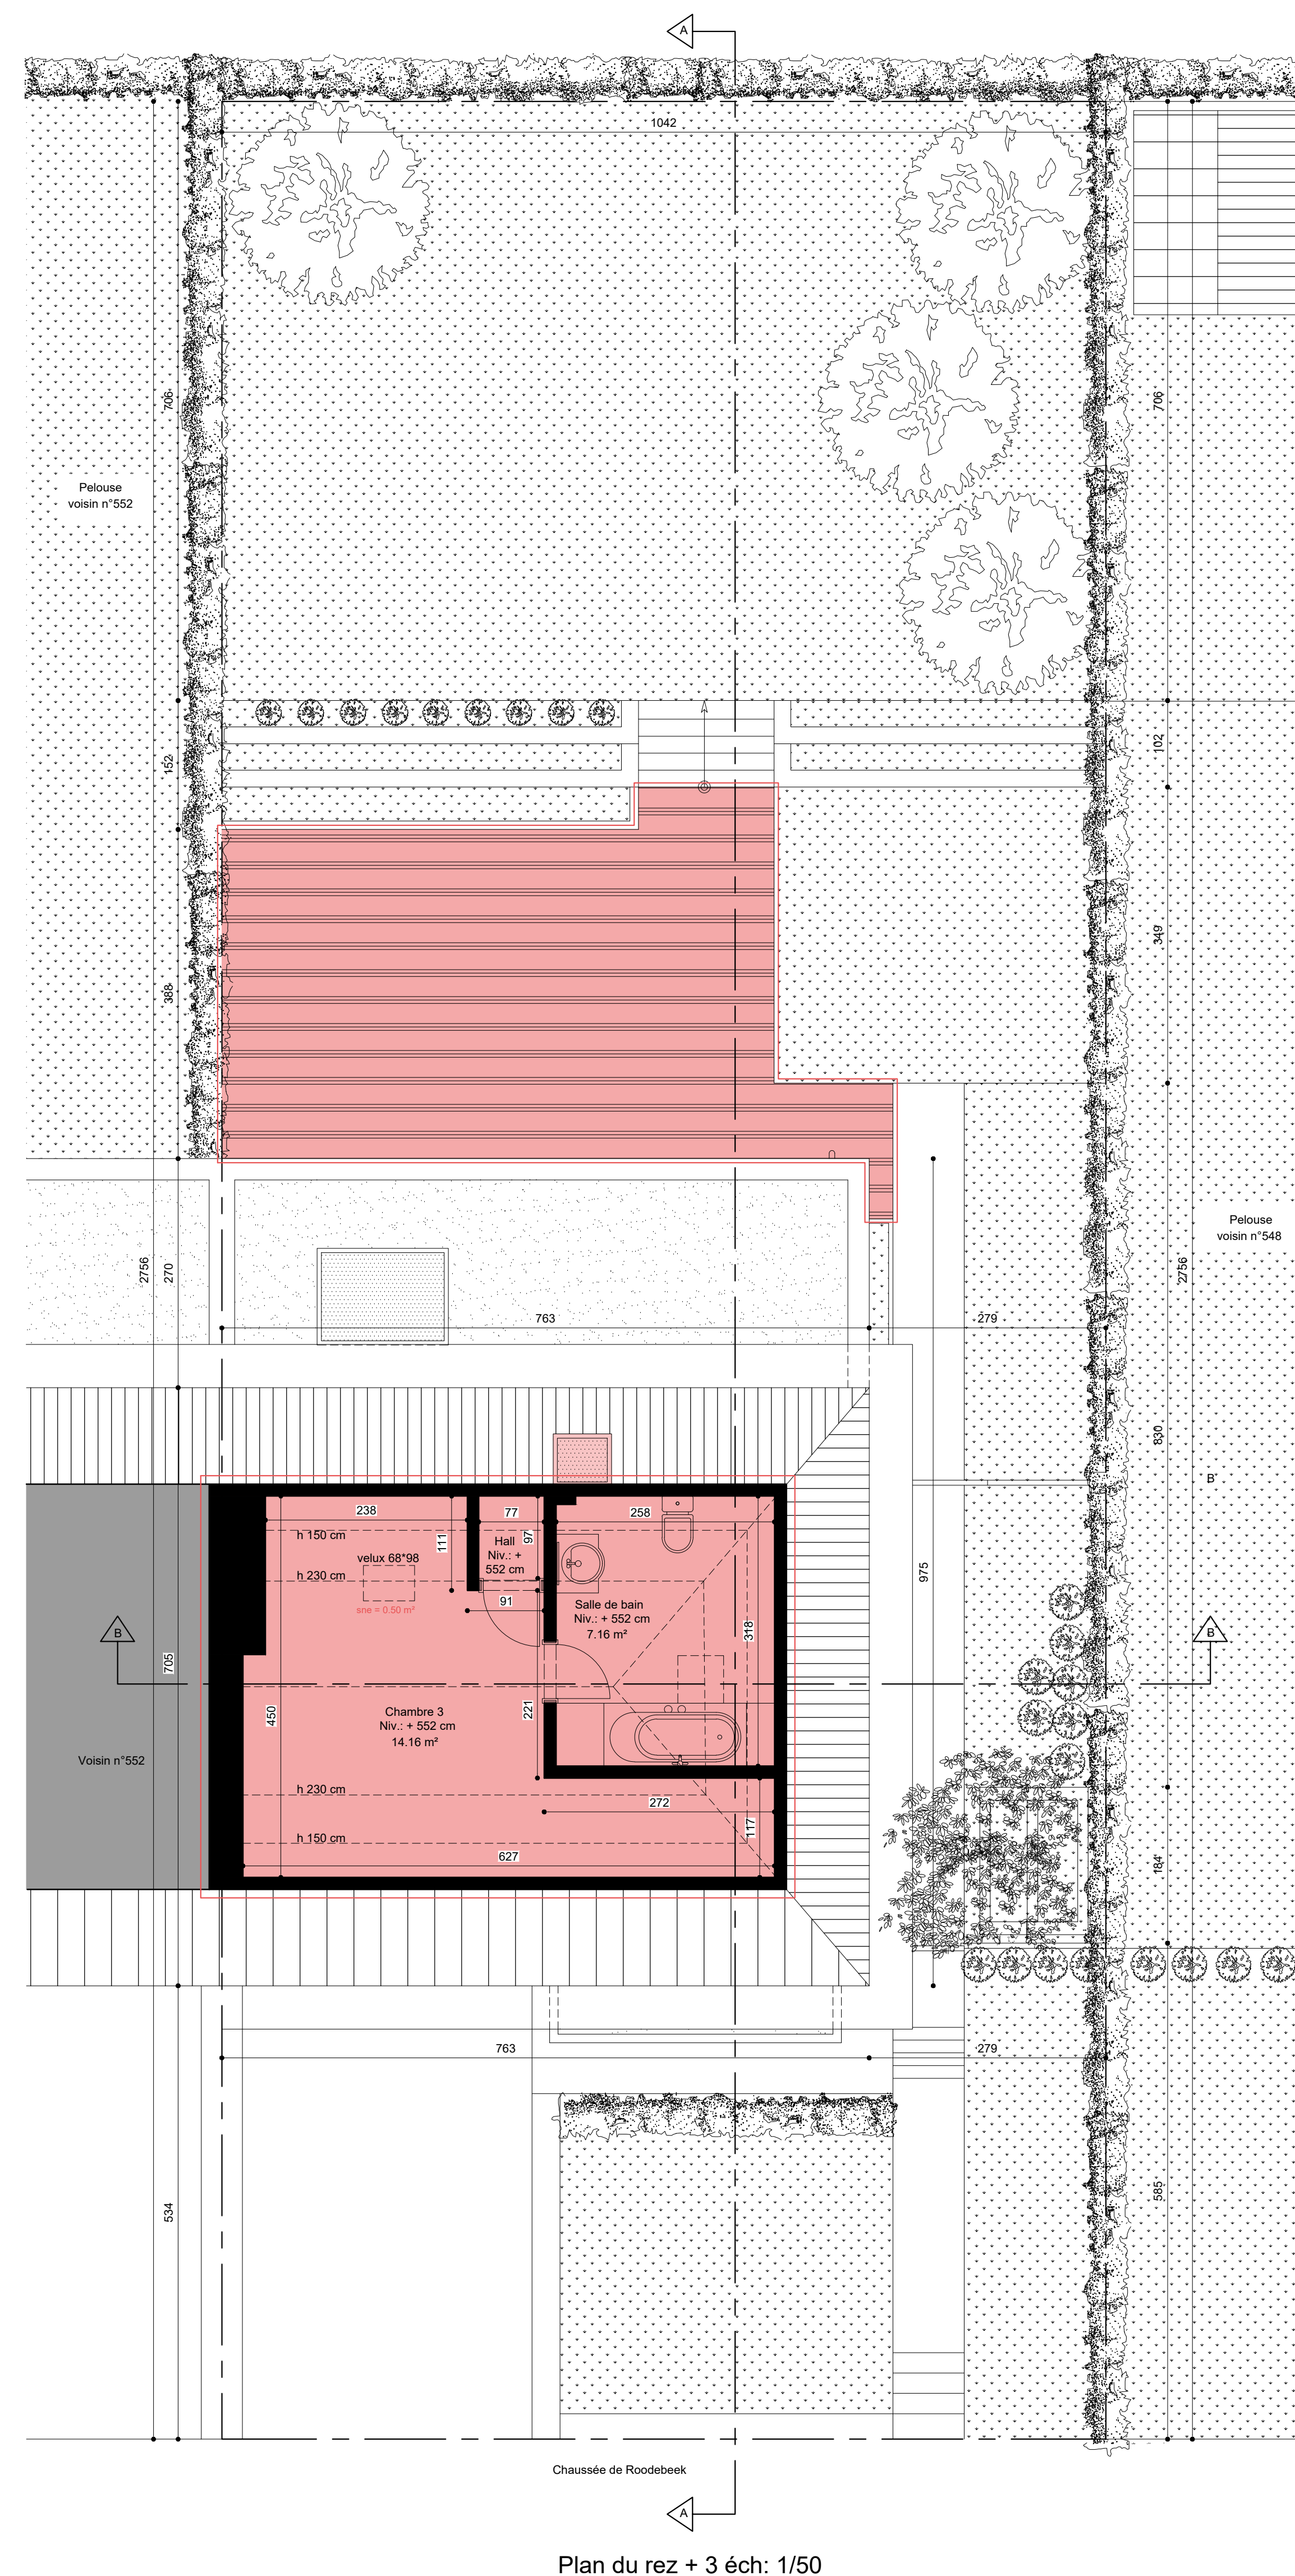 A
1042
706
706
Pelouse
voisin n°552
152
102
349
388
Pelouse
voisin n°548
2756
270
2756
763
279
830
B
238
77
258
h 150 cm
111
Hall
Niv.: +
552 cm
97
velux 68*98
h 230 cm
sne = 0.50 m²
91
975
Salle de bain
Niv.: + 552 cm
7.16 m²
318
B
B
705
450
221
Chambre 3
Niv.: + 552 cm
14.16 m²
Voisin n°552
h 230 cm
272
117
h 150 cm
627
184
763
279
534
585
Chaussée de Roodebeek
A
Plan du rez + 3 éch: 1/50